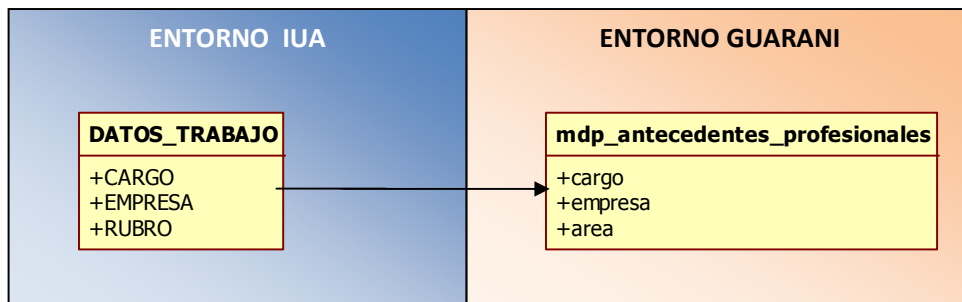 ENTORNO IUA
DATOS_TRABAJO
+CARGO
+EMPRESA
+RUBRO
ENTORNO GUARANI
mdp_antecedentes_profesionales
+cargo
+empresa
+area